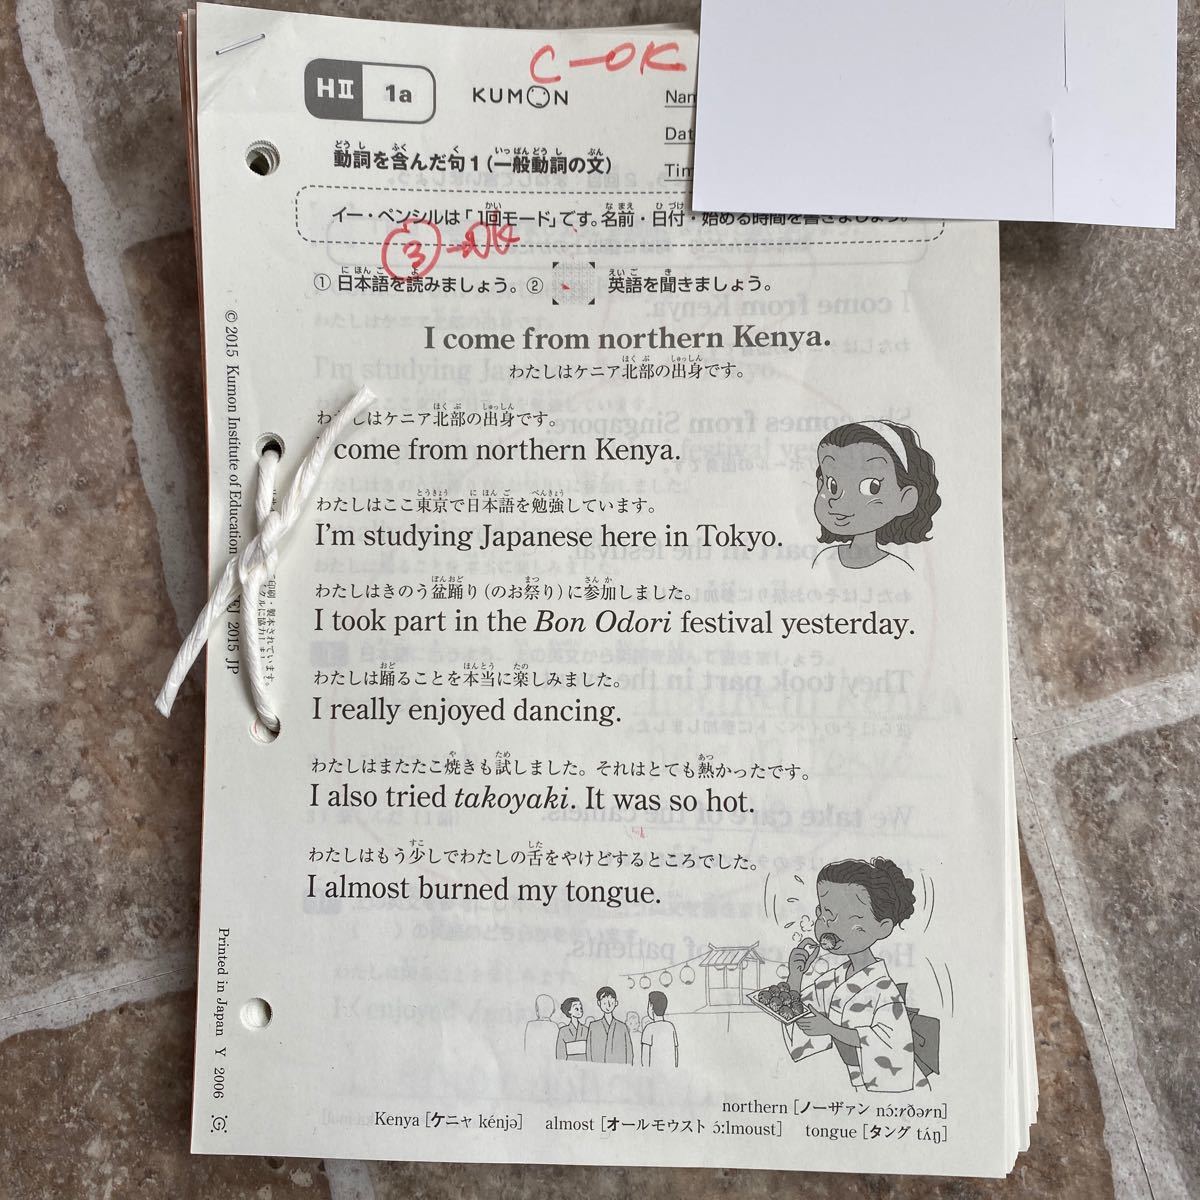 C-OK
HⅡ 1a KUMON
動詞を含んだ句1(一般動詞の文)
イー・ペンシルは「1回モード」です。名前・日付・始める時間を書きましょう。
③→OK
① 日本語を読みましょう。② 英語を聞きましょう。
I come from northern Kenya.
わたしはケニア北部の出身です。
わたしはケニア北部の出身です。
I come from northern Kenya.
わたしはここ東京で日本語を勉強しています。
I'm studying Japanese here in Tokyo.
わたしはきのう盆踊り(のお祭り)に参加しました。
I took part in the Bon Odori festival yesterday.
わたしは踊ることを本当に楽しみました。
I really enjoyed dancing.
わたしはまたたこ焼きも試しました。それはとても熱かったです。
I also tried takoyaki. It was so hot.
わたしはもう少しでわたしの舌をやけどするところでした。
I almost burned my tongue.
northern [ノーザァン nɔ́ːrðərn]
Kenya [ケニャ kénjə] almost [オールモウスト ɔ́ːlmoust] tongue [タング tʌ́ŋ]
© 2015 Kumon Institute of Education
2015 JP
Printed in Japan Y 2006